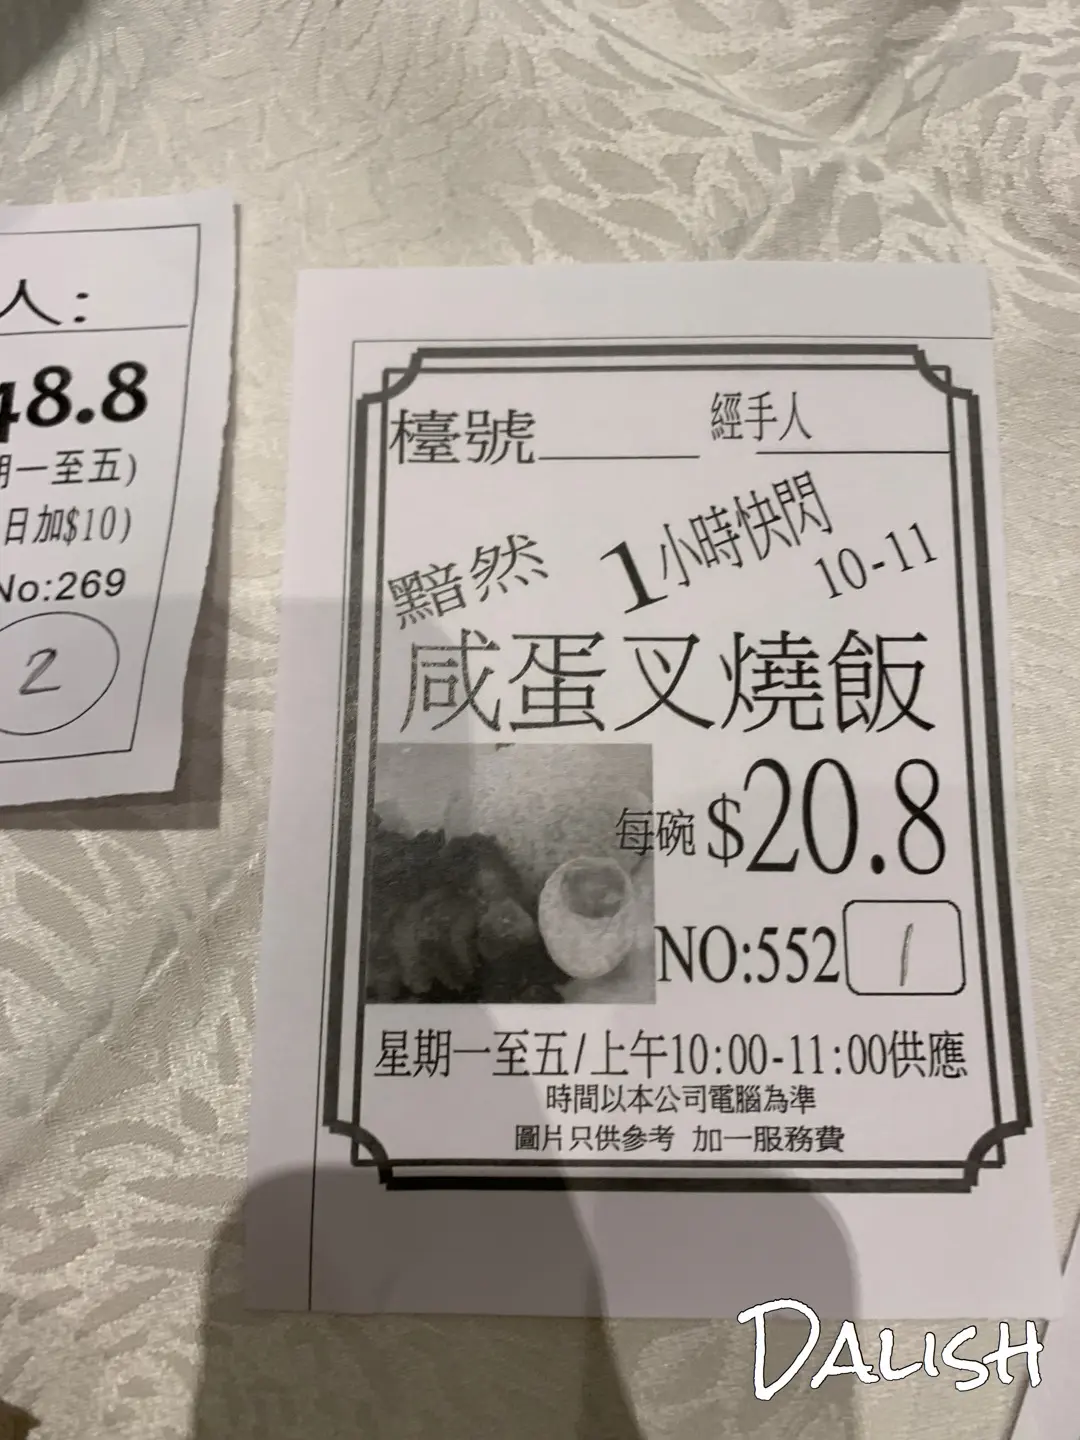 人:
48.8
期一至五)
日加$10)
No:269
2
檯號
經手人
黯然
1小時快閃
10-11
咸蛋叉燒飯
每碗 $20.8
NO:552 1
星期一至五/上午10:00-11:00供應
時間以本公司電腦為準
圖片只供參考 加一服務費
DALISH